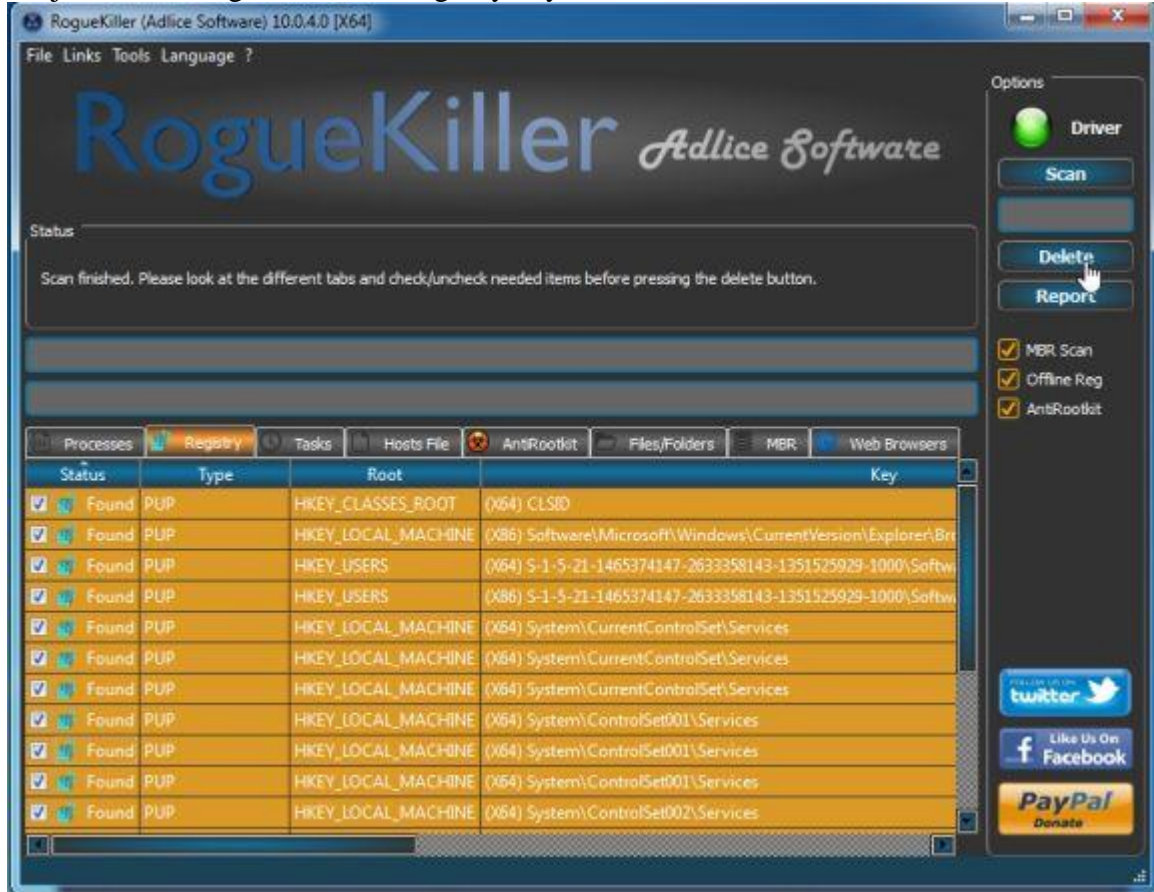 RogueKiller (Adlice Software) 10.0.4.0 [X64]
File Links Tools Language ?
RogueKiller Adlice Software
Options
Driver
Scan
Status
Scan finished. Please look at the different tabs and check/uncheck needed items before pressing the delete button.
Delete
Report
MBR Scan
Offline Reg
AntiRootkit
Processes Registry Tasks Hosts File AntiRootkit Files/Folders MBR Web Browsers
Status Type Root Key
Found PUP HKEY_CLASSES_ROOT (X64) CLSID
Found PUP HKEY_LOCAL_MACHINE (X86) Software\Microsoft\Windows\CurrentVersion\Explorer\Bro
Found PUP HKEY_USERS (X64) S-1-5-21-1465374147-2633358143-1351525929-1000\Softw
Found PUP HKEY_USERS (X86) S-1-5-21-1465374147-2633358143-1351525929-1000\Softw
Found PUP HKEY_LOCAL_MACHINE (X64) System\CurrentControlSet\Services
Found PUP HKEY_LOCAL_MACHINE (X64) System\CurrentControlSet\Services
Found PUP HKEY_LOCAL_MACHINE (X64) System\CurrentControlSet\Services
Found PUP HKEY_LOCAL_MACHINE (X64) System\ControlSet001\Services
Found PUP HKEY_LOCAL_MACHINE (X64) System\ControlSet001\Services
Found PUP HKEY_LOCAL_MACHINE (X64) System\ControlSet001\Services
Found PUP HKEY_LOCAL_MACHINE (X64) System\ControlSet002\Services
FOLLOW US ON
twitter
Like Us On
Facebook
PayPal
Donate